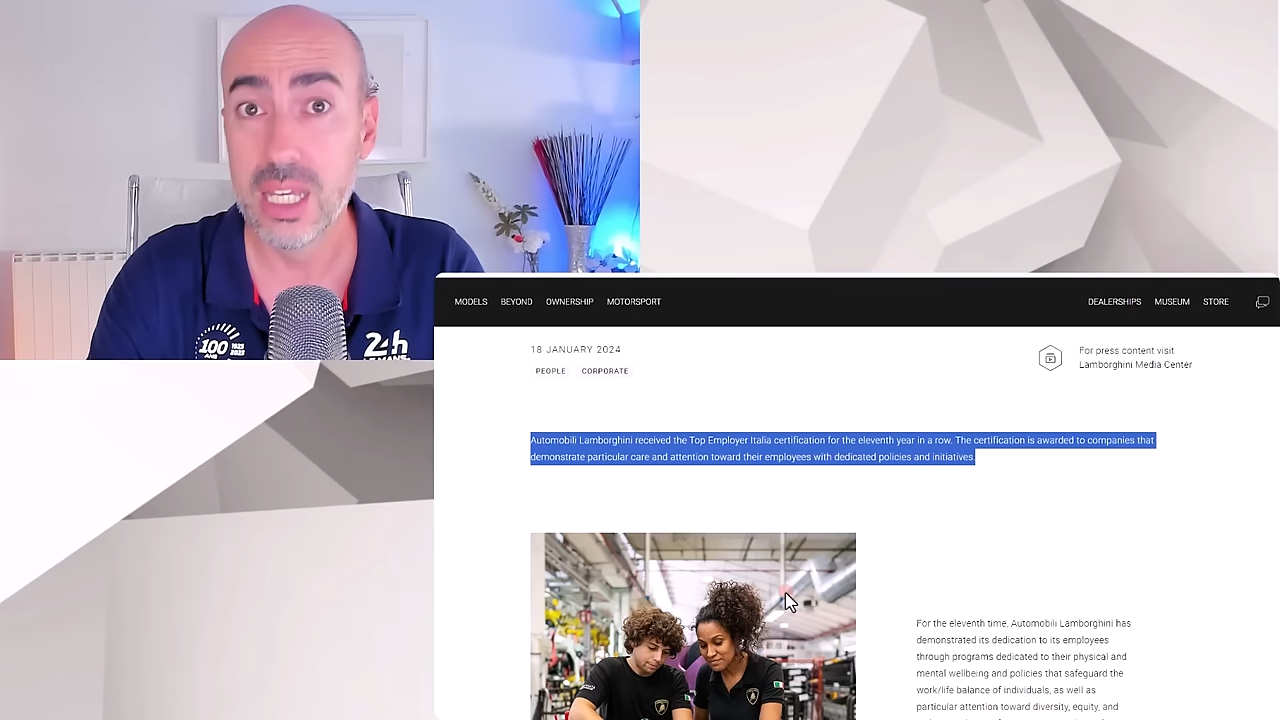 100
1923
2023
24h
MODELS BEYOND OWNERSHIP MOTORSPORT DEALERSHIPS MUSEUM STORE
18 JANUARY 2024
PEOPLE CORPORATE
For press content visit
Lamborghini Media Center
Automobili Lamborghini received the Top Employer Italia certification for the eleventh year in a row. The certification is awarded to companies that
demonstrate particular care and attention toward their employees with dedicated policies and initiatives.
For the eleventh time, Automobili Lamborghini has
demonstrated its dedication to its employees
through programs dedicated to their physical and
mental wellbeing and policies that safeguard the
work/life balance of individuals, as well as
particular attention toward diversity, equity, and